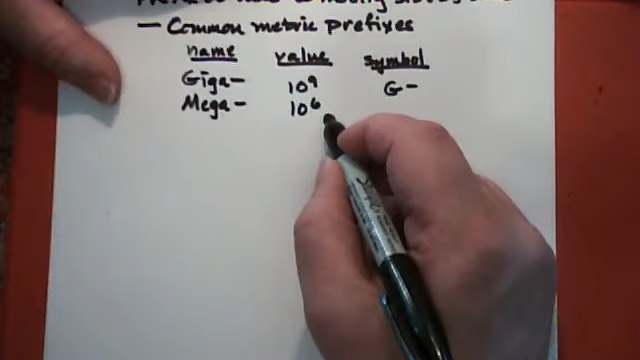 — Common metric prefixes
name value symbol
Giga- 10⁹ G-
Mega- 10⁶